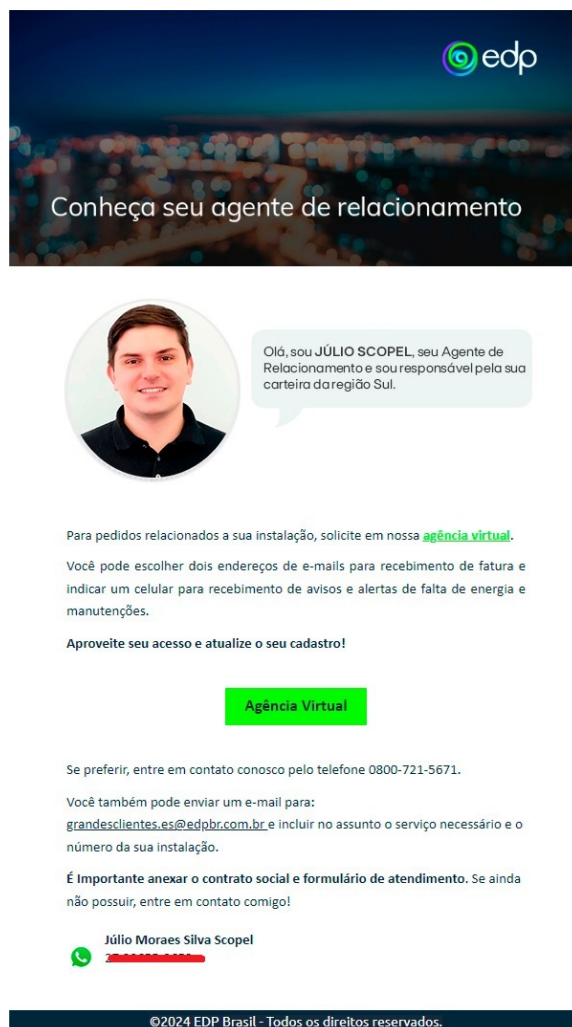 edp
Conheça seu agente de relacionamento
Olá, sou JÚLIO SCOPEL, seu Agente de
Relacionamento e sou responsável pela sua
carteira da região Sul.
Para pedidos relacionados a sua instalação, solicite em nossa agência virtual.
Você pode escolher dois endereços de e-mails para recebimento de fatura e
indicar um celular para recebimento de avisos e alertas de falta de energia e
manutenções.
Aproveite seu acesso e atualize o seu cadastro!
Agência Virtual
Se preferir, entre em contato conosco pelo telefone 0800-721-5671.
Você também pode enviar um e-mail para:
grandesclientes.es@edpbr.com.br e incluir no assunto o serviço necessário e o
número da sua instalação.
É Importante anexar o contrato social e formulário de atendimento. Se ainda
não possuir, entre em contato comigo!
Júlio Moraes Silva Scopel
©2024 EDP Brasil - Todos os direitos reservados.